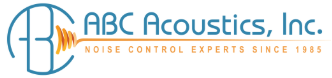 ABC Acoustics, Inc.
NOISE CONTROL EXPERTS SINCE 1985